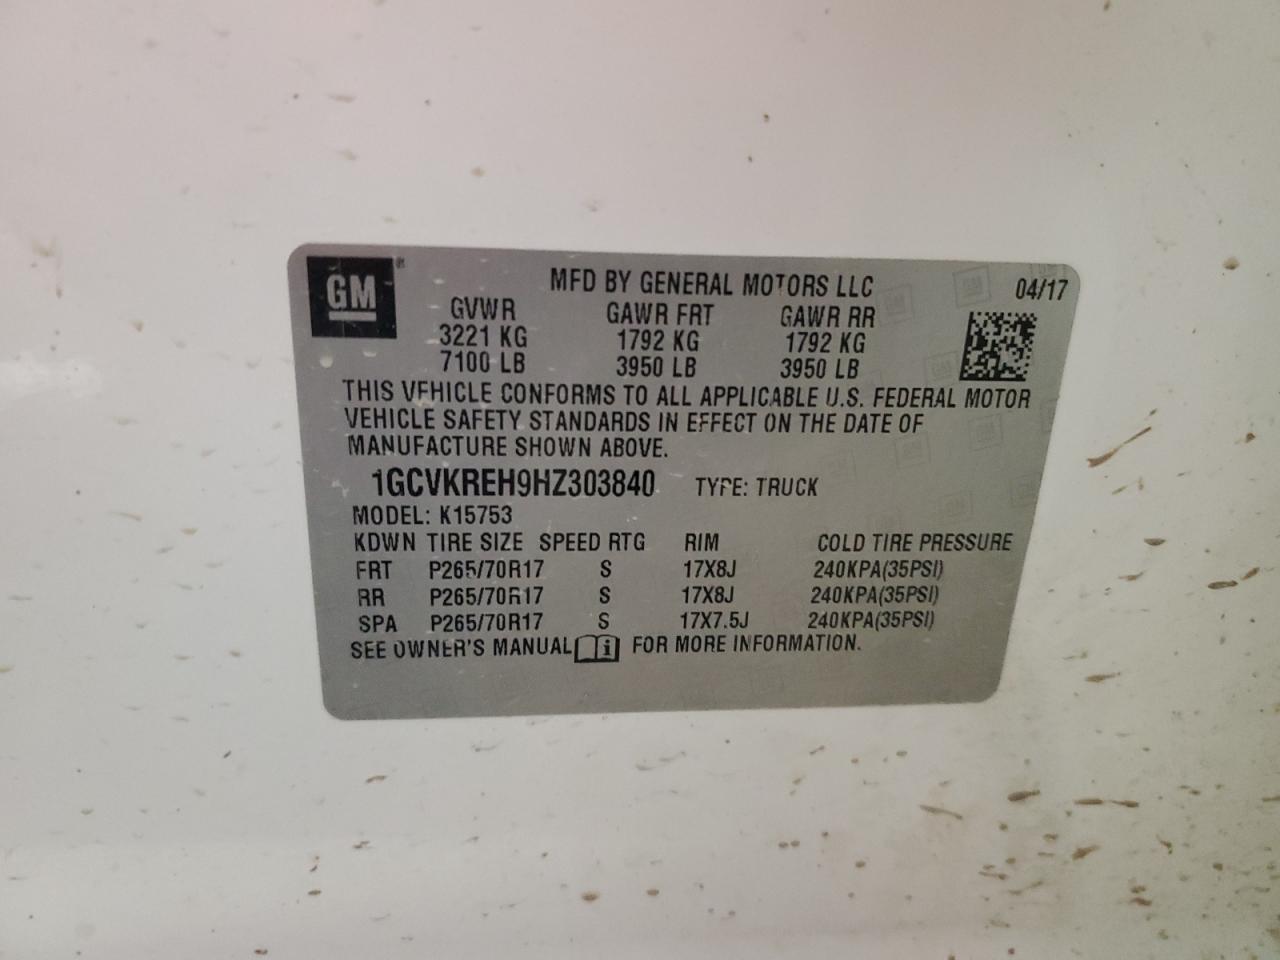 GM®
MFD BY GENERAL MOTORS LLC 04/17
GVWR GAWR FRT GAWR RR
3221 KG 1792 KG 1792 KG
7100 LB 3950 LB 3950 LB
THIS VEHICLE CONFORMS TO ALL APPLICABLE U.S. FEDERAL MOTOR
VEHICLE SAFETY STANDARDS IN EFFECT ON THE DATE OF
MANUFACTURE SHOWN ABOVE.
1GCVKREH9HZ303840 TYPE: TRUCK
MODEL: K15753
KDWN TIRE SIZE SPEED RTG RIM COLD TIRE PRESSURE
FRT P265/70R17 S 17X8J 240KPA(35PSI)
RR P265/70R17 S 17X8J 240KPA(35PSI)
SPA P265/70R17 S 17X7.5J 240KPA(35PSI)
SEE OWNER'S MANUAL i FOR MORE INFORMATION.